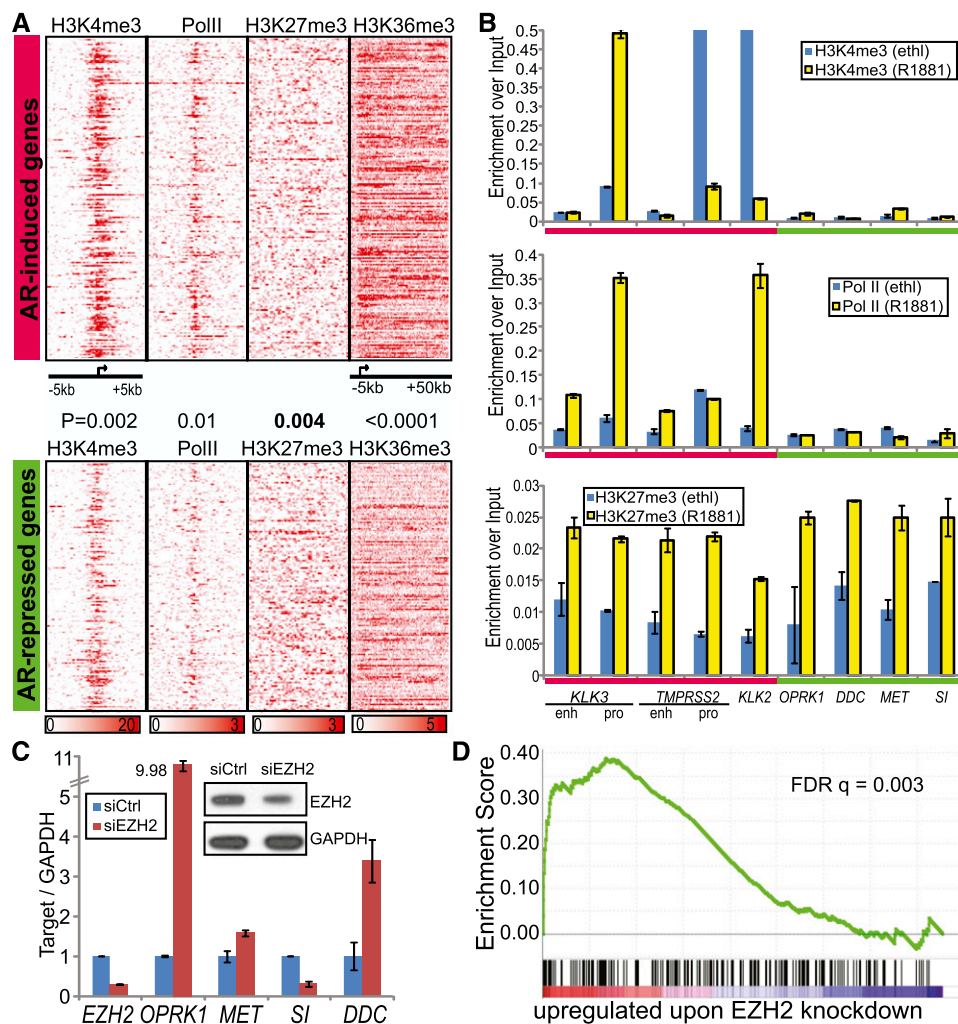 A
H3K4me3 PolII H3K27me3 H3K36me3
AR-induced genes
-5kb +5kb -5kb +50kb
P=0.002 0.01 0.004 <0.0001
H3K4me3 PolII H3K27me3 H3K36me3
AR-repressed genes
0 20 0 3 0 3 0 5
B
Enrichment over Input
0.5
0.45
0.4
0.35
0.3
0.25
0.2
0.15
0.1
0.05
0
H3K4me3 (ethl)
H3K4me3 (R1881)
Enrichment over Input
0.4
0.35
0.3
0.25
0.2
0.15
0.1
0.05
0
Pol II (ethl)
Pol II (R1881)
Enrichment over Input
0.03
0.025
0.02
0.015
0.01
0.005
0
H3K27me3 (ethl)
H3K27me3 (R1881)
KLK3 TMPRSS2 KLK2 OPRK1 DDC MET SI
enh pro enh pro
C
Target / GAPDH
11
5
4
3
2
1
0
9.98
siCtrl
siEZH2
siCtrl siEZH2
EZH2
GAPDH
EZH2 OPRK1 MET SI DDC
D
Enrichment Score
0.40
0.30
0.20
0.10
0.00
FDR q = 0.003
upregulated upon EZH2 knockdown